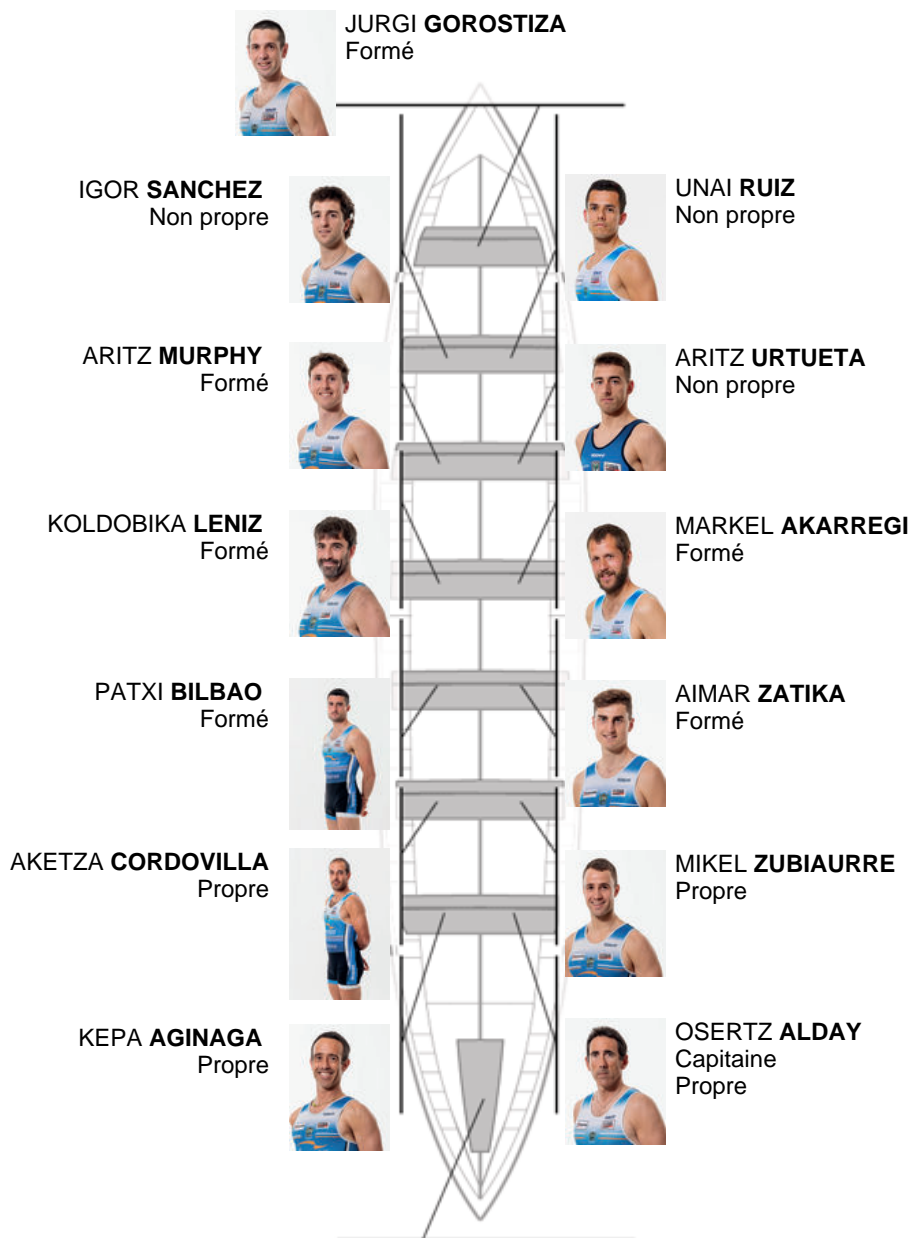 JURGI GOROSTIZA
Formé
IGOR SANCHEZ
Non propre
UNAI RUIZ
Non propre
ARITZ MURPHY
Formé
ARITZ URTUETA
Non propre
KOLDOBIKA LENIZ
Formé
MARKEL AKARREGI
Formé
PATXI BILBAO
Formé
AIMAR ZATIKA
Formé
AKETZA CORDOVILLA
Propre
MIKEL ZUBIAURRE
Propre
KEPA AGINAGA
Propre
OSERTZ ALDAY
Capitaine
Propre